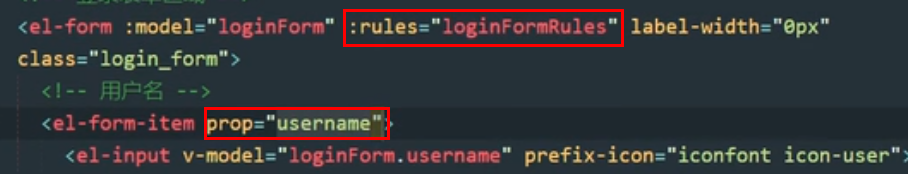 <el-form :model="loginForm" :rules="loginFormRules" label-width="0px"
class="login_form">
<!-- 用户名 -->
<el-form-item prop="username">
<el-input v-model="loginForm.username" prefix-icon="iconfont icon-user">